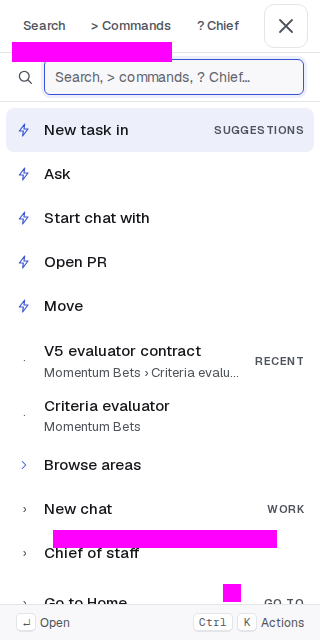 Search > Commands ? Chief
Search, > commands, ? Chief...
New task in SUGGESTIONS
Ask
Start chat with
Open PR
Move
V5 evaluator contract RECENT
Momentum Bets › Criteria evalu...
Criteria evaluator
Momentum Bets
Browse areas
New chat WORK
Chief of staff
Go to Home GO TO
↵ Open Ctrl K Actions